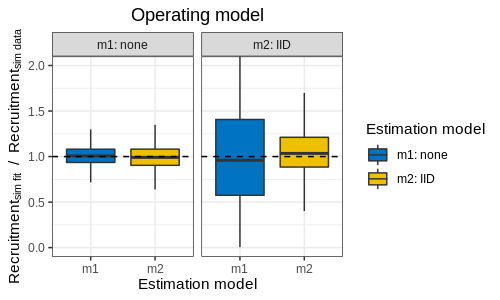 Operating model
m1: none
m2: IID
Recruitment sim fit / Recruitment sim data
2.0
1.5
1.0
0.5
0.0
m1
m2
m1
m2
Estimation model
Estimation model
m1: none
m2: IID